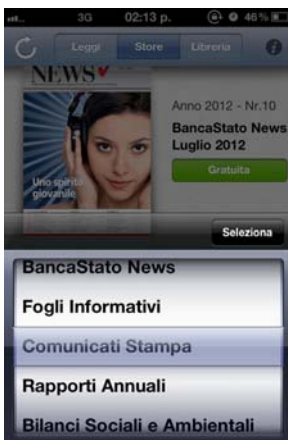 3G 02:13 p. 46%
Leggi Store Libreria
NEWS
Anno 2012 - Nr.10
BancaStato News
Luglio 2012
Gratuita
Uno spirito
giovanile
Seleziona
BancaStato News
Fogli Informativi
Comunicati Stampa
Rapporti Annuali
Bilanci Sociali e Ambientali